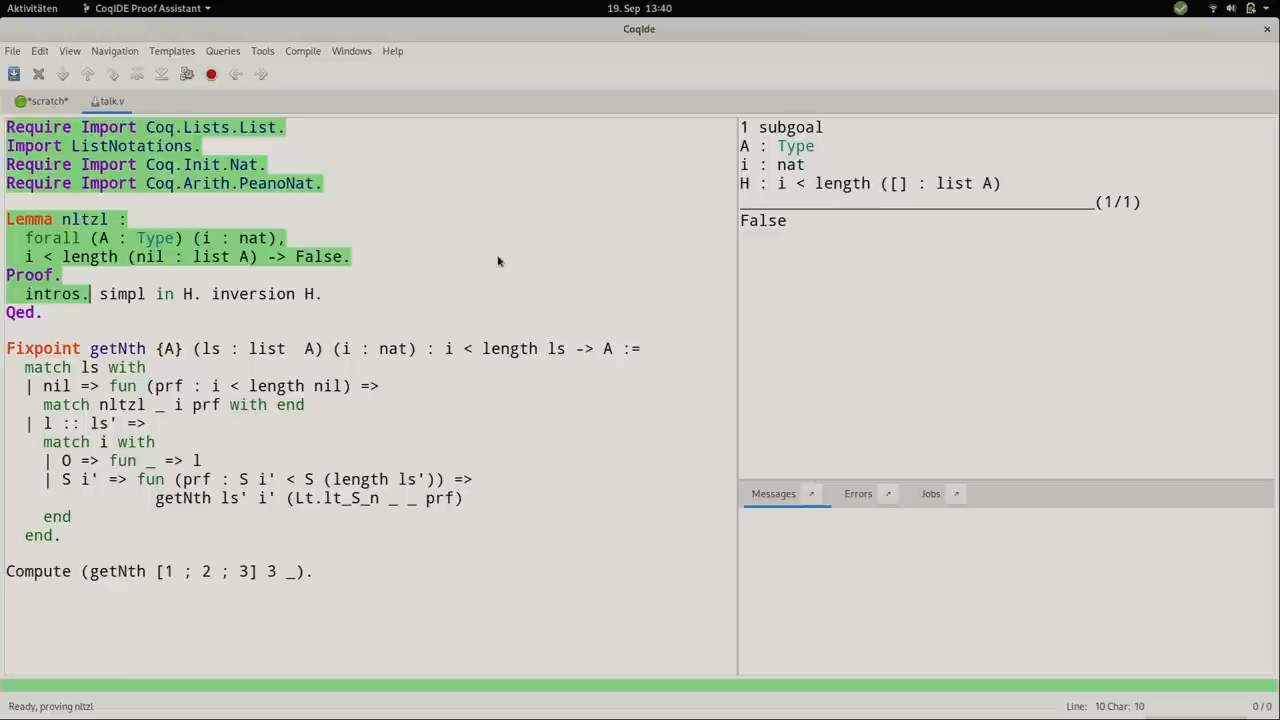 Aktivitäten
CoqIDE Proof Assistant
19. Sep 13:40
CoqIde
File Edit View Navigation Templates Queries Tools Compile Windows Help
*scratch* talk.v
Require Import Coq.Lists.List.
Import ListNotations.
Require Import Coq.Init.Nat.
Require Import Coq.Arith.PeanoNat.
Lemma nltzl :
forall (A : Type) (i : nat),
i < length (nil : list A) -> False.
Proof.
intros. simpl in H. inversion H.
Qed.
Fixpoint getNth {A} (ls : list A) (i : nat) : i < length ls -> A :=
match ls with
| nil => fun (prf : i < length nil) =>
match nltzl _ i prf with end
| l :: ls' =>
match i with
| O => fun _ => l
| S i' => fun (prf : S i' < S (length ls')) =>
getNth ls' i' (Lt.lt_S_n _ _ prf)
end
end.
Compute (getNth [1 ; 2 ; 3] 3 _).
1 subgoal
A : Type
i : nat
H : i < length ([] : list A)
______________________________________(1/1)
False
Messages Errors Jobs
Ready, proving nltzl
Line: 10 Char: 10
0 / 0